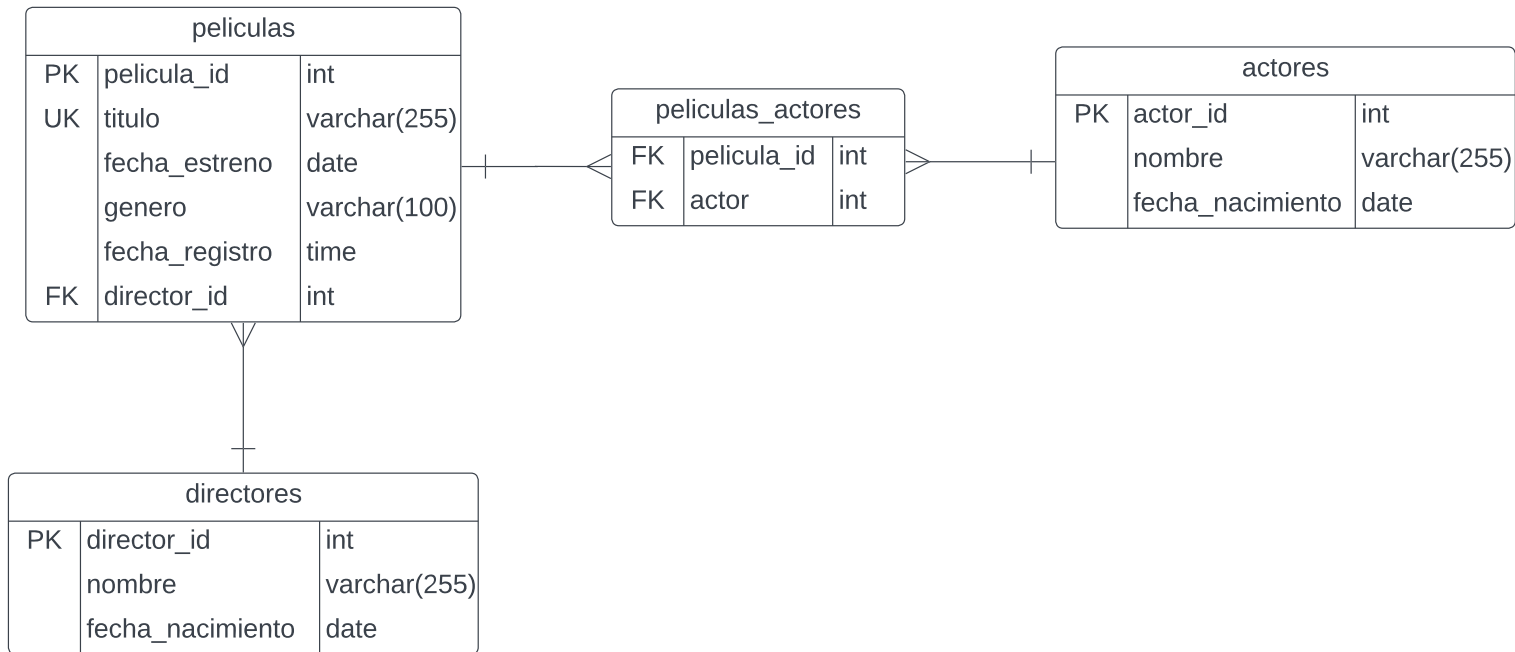 peliculas
PK pelicula_id int
UK titulo varchar(255)
fecha_estreno date
genero varchar(100)
fecha_registro time
FK director_id int
peliculas_actores
FK pelicula_id int
FK actor int
actores
PK actor_id int
nombre varchar(255)
fecha_nacimiento date
directores
PK director_id int
nombre varchar(255)
fecha_nacimiento date